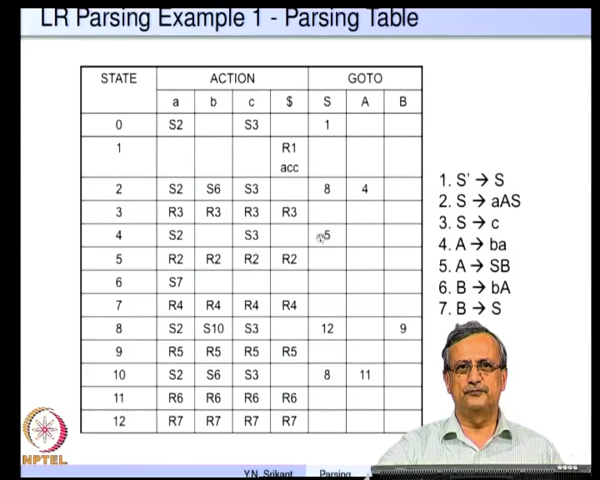 LR Parsing Example 1 - Parsing Table
STATE ACTION GOTO
a b c $ S A B
0 S2 S3 1
1 R1
acc
2 S2 S6 S3 8 4
3 R3 R3 R3 R3
4 S2 S3 5
5 R2 R2 R2 R2
6 S7
7 R4 R4 R4 R4
8 S2 S10 S3 12 9
9 R5 R5 R5 R5
10 S2 S6 S3 8 11
11 R6 R6 R6 R6
12 R7 R7 R7 R7
1. S' → S
2. S → aAS
3. S → c
4. A → ba
5. A → SB
6. B → bA
7. B → S
NPTEL
Y.N. Srikant Parsing